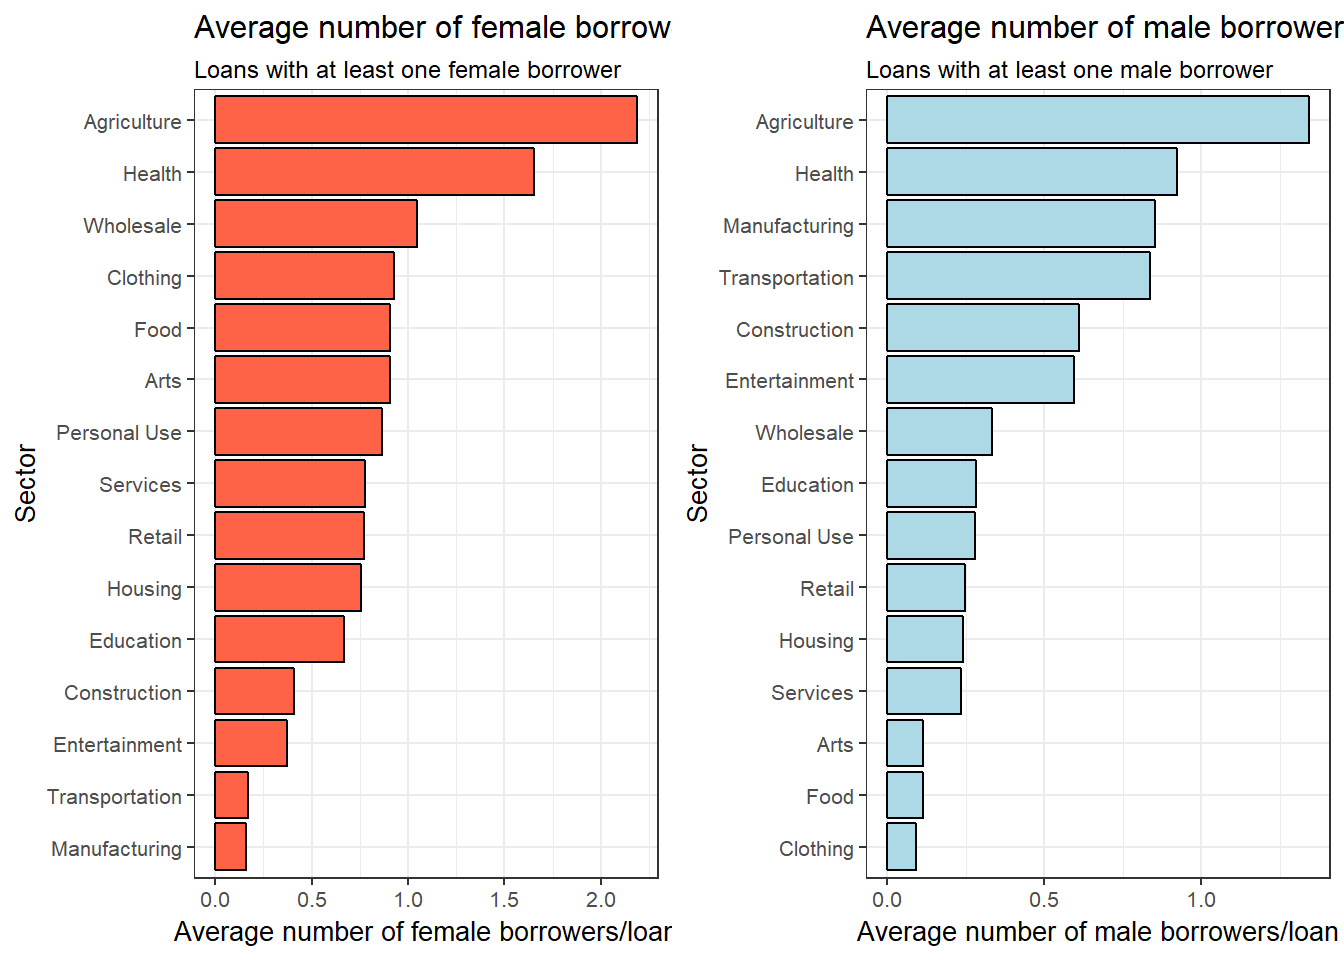 Average number of female borrow
Loans with at least one female borrower
Agriculture
Health
Wholesale
Clothing
Food
Arts
Personal Use
Services
Retail
Housing
Education
Construction
Entertainment
Transportation
Manufacturing
Sector
0.0 0.5 1.0 1.5 2.0
Average number of female borrowers/loan
Average number of male borrower
Loans with at least one male borrower
Agriculture
Health
Manufacturing
Transportation
Construction
Entertainment
Wholesale
Education
Personal Use
Retail
Housing
Services
Arts
Food
Clothing
Sector
0.0 0.5 1.0
Average number of male borrowers/loan